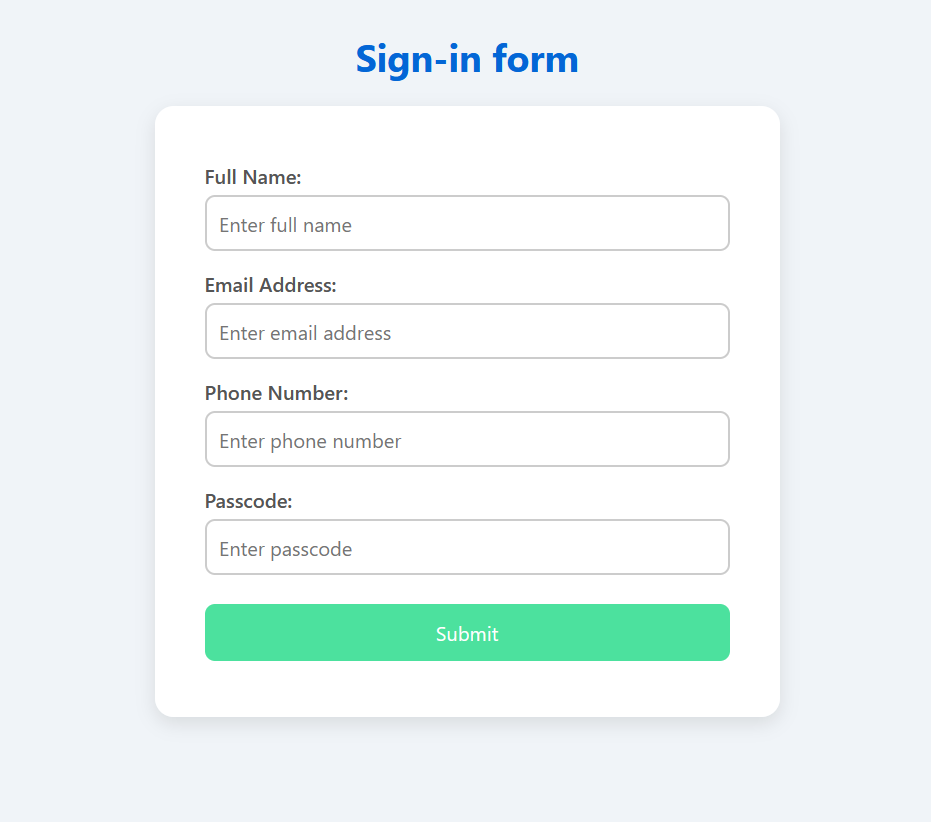 Sign-in form
Full Name:
Enter full name
Email Address:
Enter email address
Phone Number:
Enter phone number
Passcode:
Enter passcode
Submit